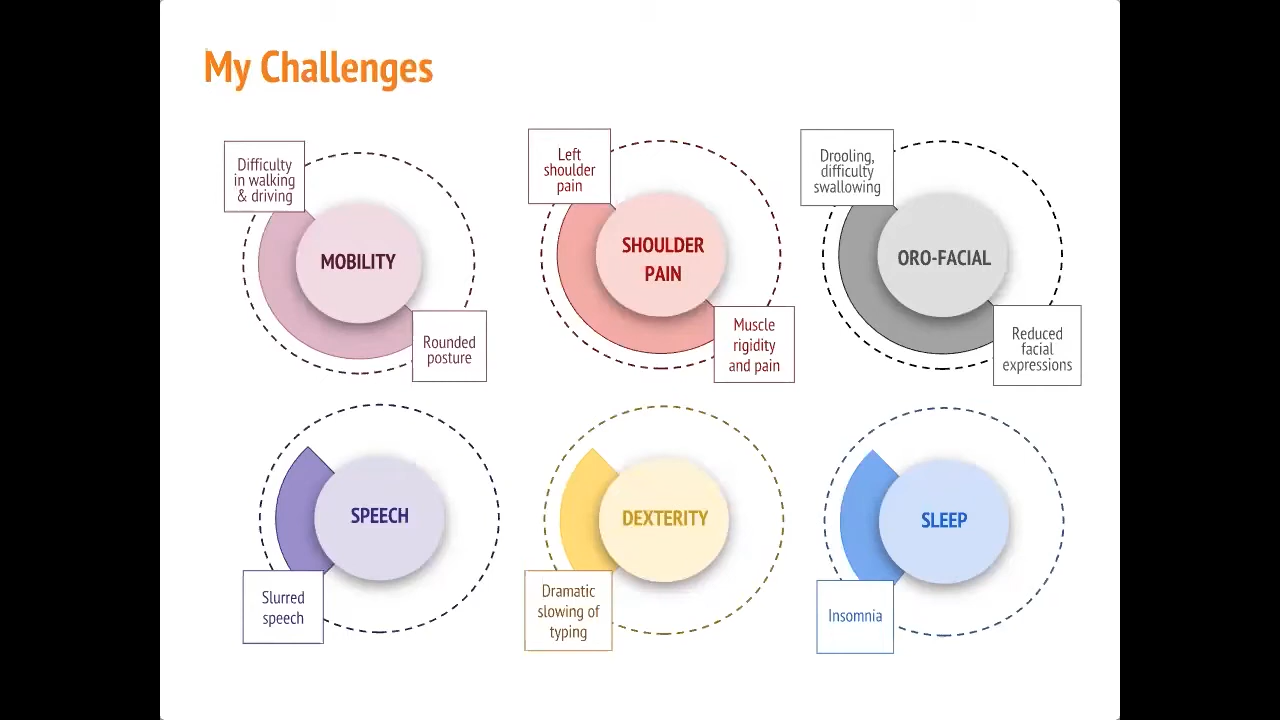 My Challenges
Difficulty
in walking
& driving
MOBILITY
Rounded
posture
Left
shoulder
pain
SHOULDER
PAIN
Muscle
rigidity
and pain
Drooling,
difficulty
swallowing
ORO-FACIAL
Reduced
facial
expressions
SPEECH
Slurred
speech
DEXTERITY
Dramatic
slowing of
typing
SLEEP
Insomnia